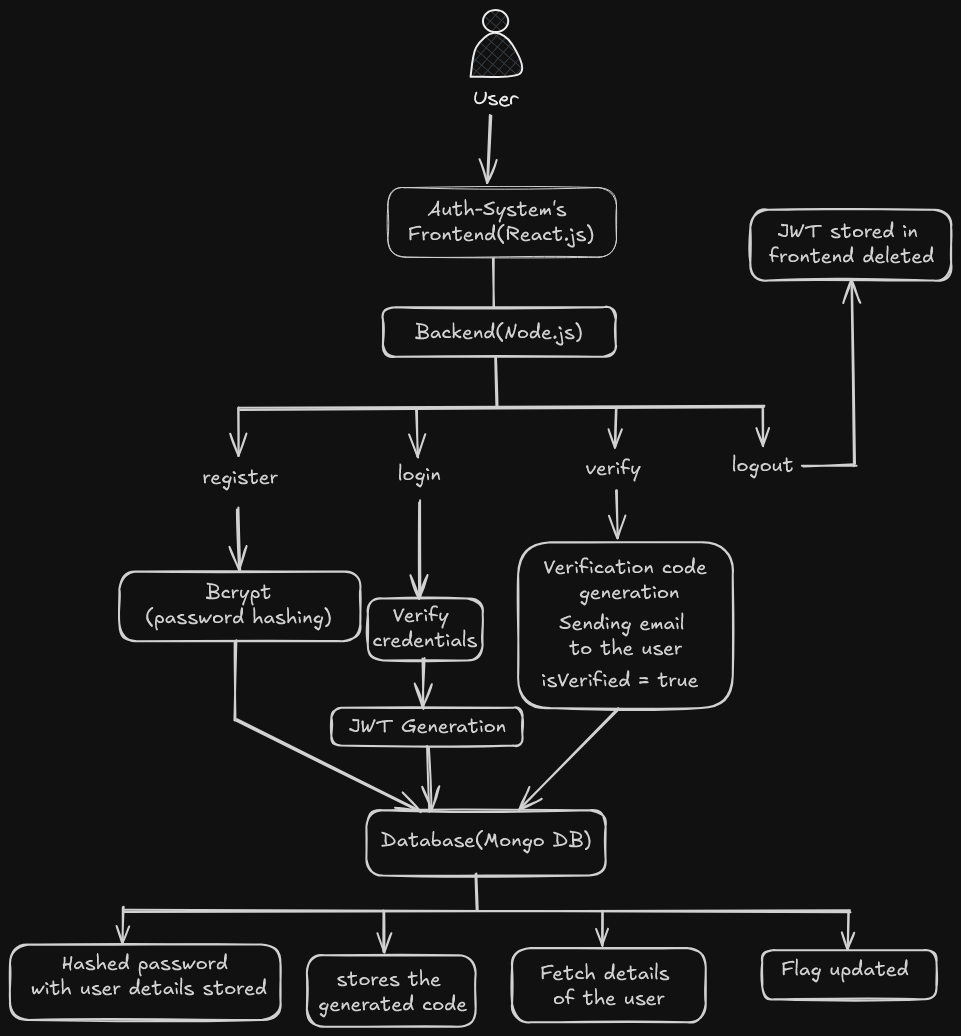 User
Auth-System's
Frontend(React.js)
JWT stored in
frontend deleted
Backend(Node.js)
register
login
verify
logout
Bcrypt
(password hashing)
Verify
credentials
Verification code
generation
Sending email
to the user
isVerified = true
JWT Generation
Database(Mongo DB)
Hashed password
with user details stored
stores the
generated code
Fetch details
of the user
Flag updated